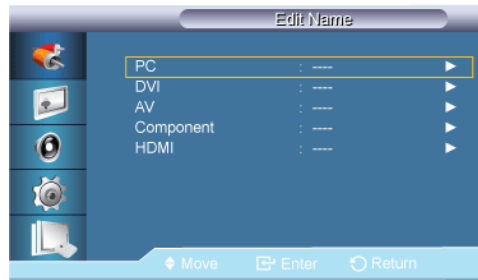 Edit Name
PC : ----
DVI : ----
AV : ----
Component : ----
HDMI : ----
Move Enter Return